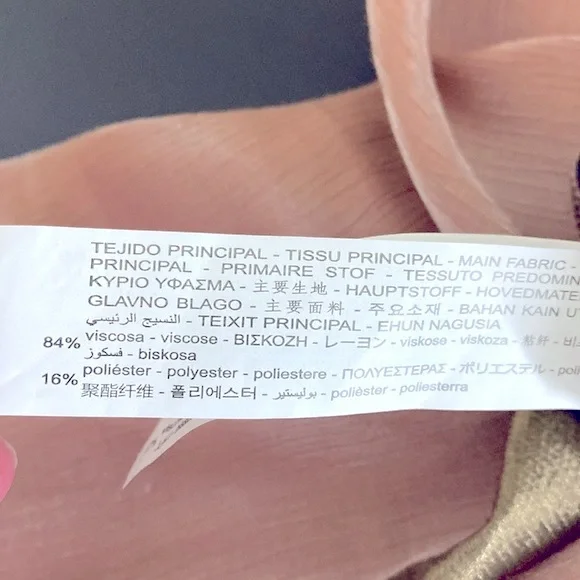 TEJIDO PRINCIPAL - TISSU PRINCIPAL - MAIN FABRIC -
PRINCIPAL - PRIMAIRE STOF - TESSUTO PREDOMIN
ΚΥΡΙΟ ΥΦΑΣΜΑ - 主要生地 - HAUPTSTOFF - HOVEDMATE
GLAVNO BLAGO - 主要面料 - 주요소재 - BAHAN KAIN U
النسيج الرئيسي - TEIXIT PRINCIPAL - EHUN NAGUSIA
84% viscosa - viscose - ΒΙΣΚΟΖΗ - レーヨン - viskose - viskoza - 粘纤 - 비스
فسكوز - biskosa
16% poliéster - polyester - poliestere - ΠΟΛΥΕΣΤΕΡΑΣ - ポリエステル - poli
聚酯纤维 - 폴리에스터 - بوليستير - polièster - poliesterra